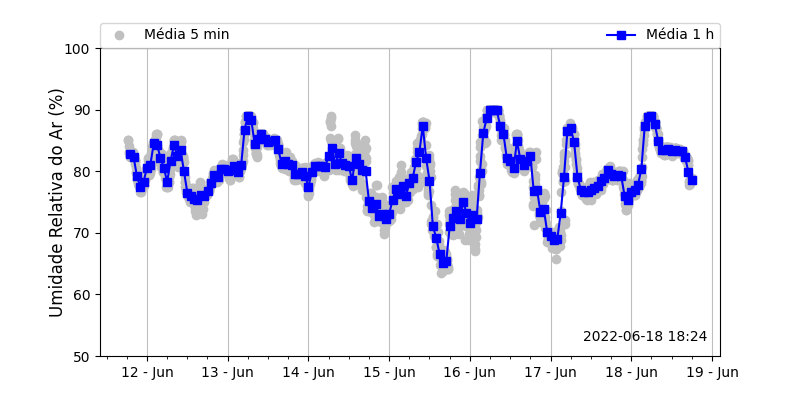 Média 5 min
Média 1 h
Umidade Relativa do Ar (%)
100
90
80
70
60
50
2022-06-18 18:24
12 - Jun
13 - Jun
14 - Jun
15 - Jun
16 - Jun
17 - Jun
18 - Jun
19 - Jun